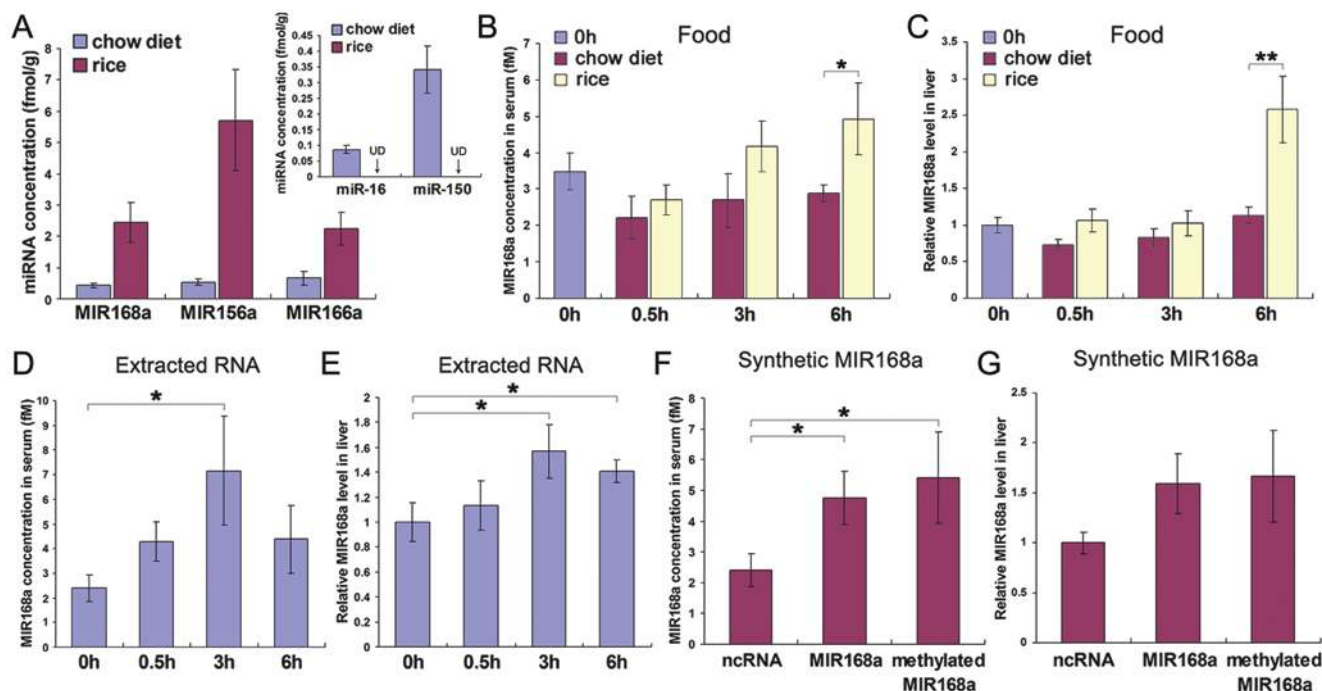 A
chow diet
rice
miRNA concentration (fmol/g)
8
7
6
5
4
3
2
1
0
MIR168a MIR156a MIR166a
chow diet
rice
miRNA concentration (fmol/g)
0.45
0.4
0.35
0.3
0.25
0.2
0.15
0.1
0.05
0
UD UD
miR-16 miR-150
B
Food
0h
chow diet
rice
MIR168a concentration in serum (fM)
7
6
5
4
3
2
1
0
*
0h 0.5h 3h 6h
C
Food
0h
chow diet
rice
Relative MIR168a level in liver
3.5
3
2.5
2
1.5
1
0.5
0
**
0h 0.5h 3h 6h
D
Extracted RNA
MIR168a concentration in serum (fM)
10
9
8
7
6
5
4
3
2
1
0
*
0h 0.5h 3h 6h
E
Extracted RNA
Relative MIR168a level in liver
2
1.8
1.6
1.4
1.2
1
0.8
0.6
0.4
0.2
0
*
*
0h 0.5h 3h 6h
F
Synthetic MIR168a
MIR168a concentration in serum (fM)
8
7
6
5
4
3
2
1
0
*
*
ncRNA MIR168a methylated
MIR168a
G
Synthetic MIR168a
Relative MIR168a level in liver
2.5
2
1.5
1
0.5
0
ncRNA MIR168a methylated
MIR168a